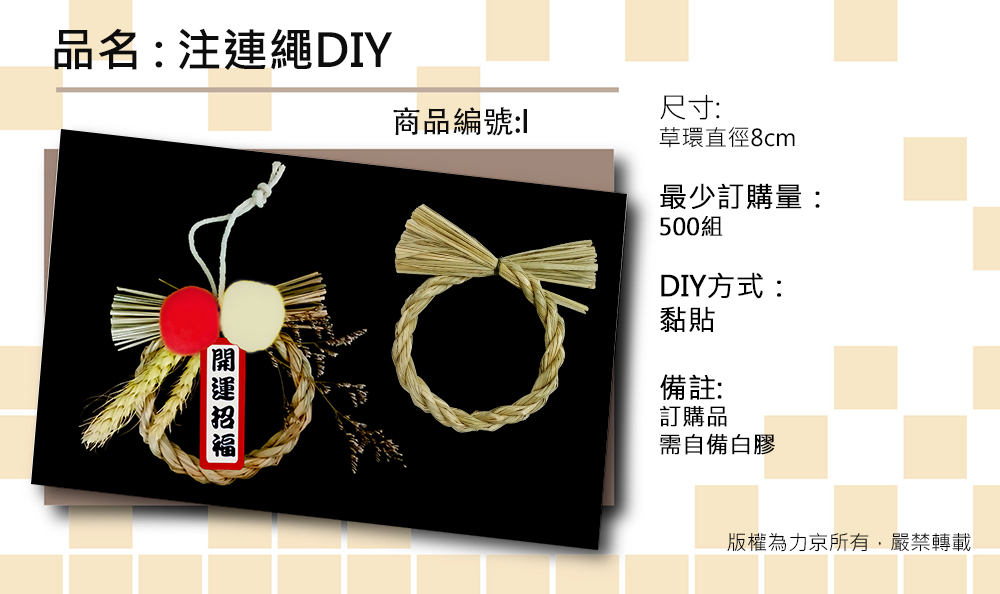 品名 : 注連繩DIY
商品編號:I
尺寸:
草環直徑8cm
最少訂購量：
500組
DIY方式：
黏貼
備註:
訂購品
需自備白膠
開運招福
版權為力京所有，嚴禁轉載